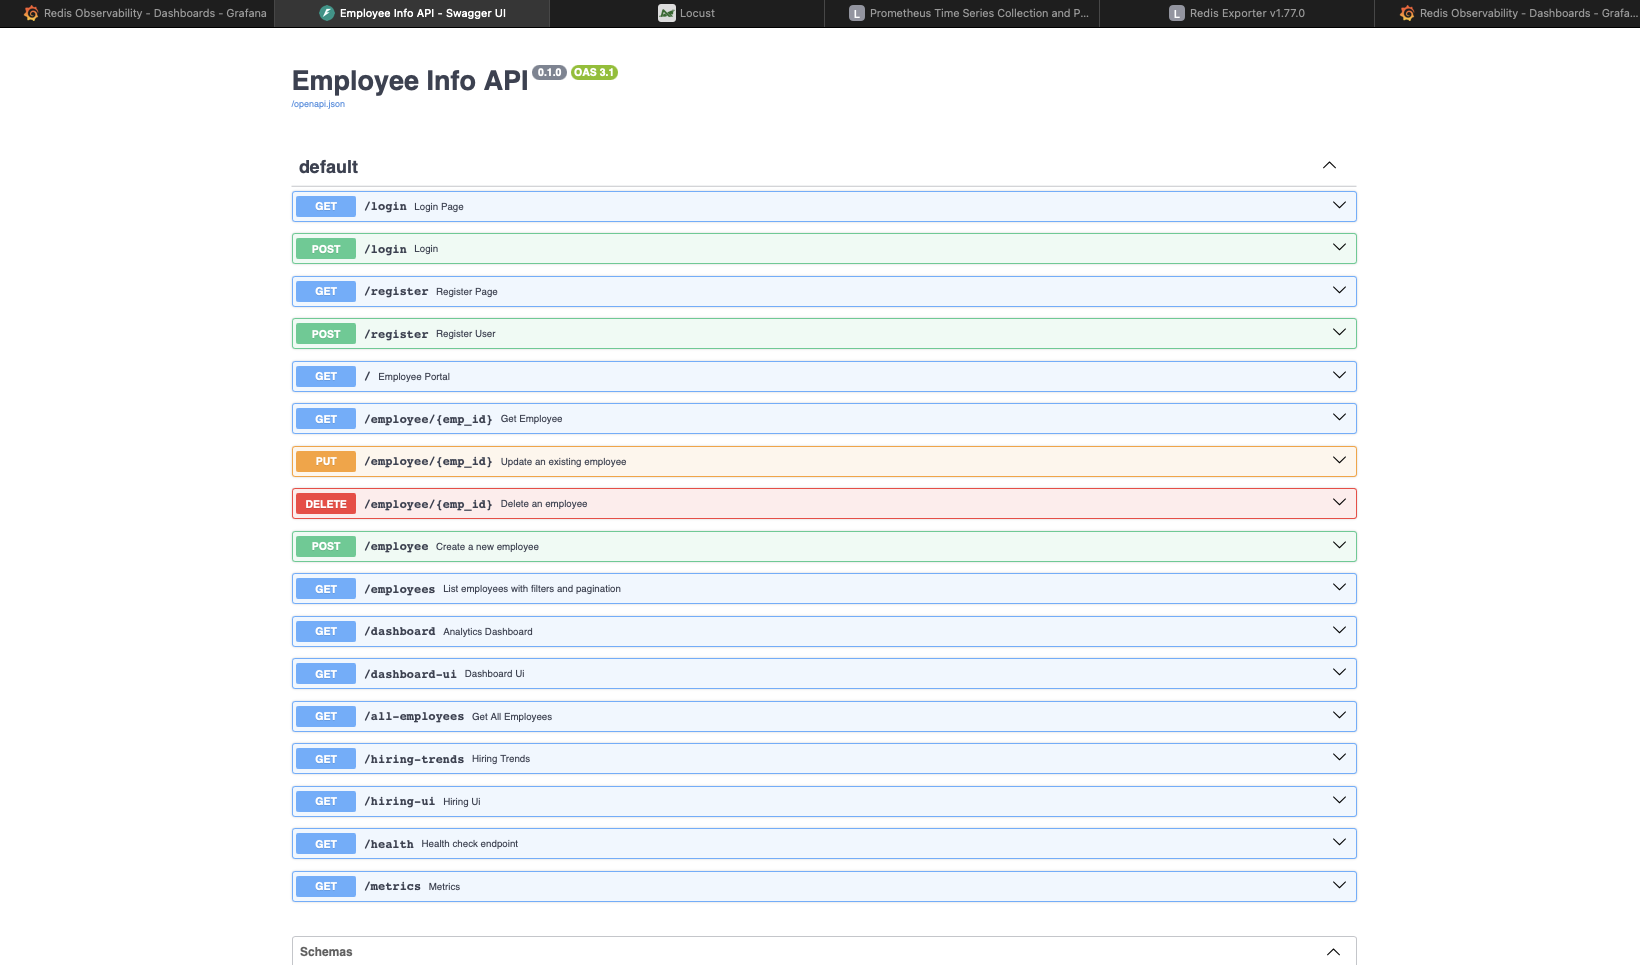 Redis Observability - Dashboards - Grafana
Employee Info API - Swagger UI
Locust
L Prometheus Time Series Collection and P...
L Redis Exporter v1.77.0
Redis Observability - Dashboards - Grafa...
Employee Info API 0.1.0 OAS 3.1
/openapi.json
default
GET /login Login Page
POST /login Login
GET /register Register Page
POST /register Register User
GET / Employee Portal
GET /employee/{emp_id} Get Employee
PUT /employee/{emp_id} Update an existing employee
DELETE /employee/{emp_id} Delete an employee
POST /employee Create a new employee
GET /employees List employees with filters and pagination
GET /dashboard Analytics Dashboard
GET /dashboard-ui Dashboard Ui
GET /all-employees Get All Employees
GET /hiring-trends Hiring Trends
GET /hiring-ui Hiring Ui
GET /health Health check endpoint
GET /metrics Metrics
Schemas